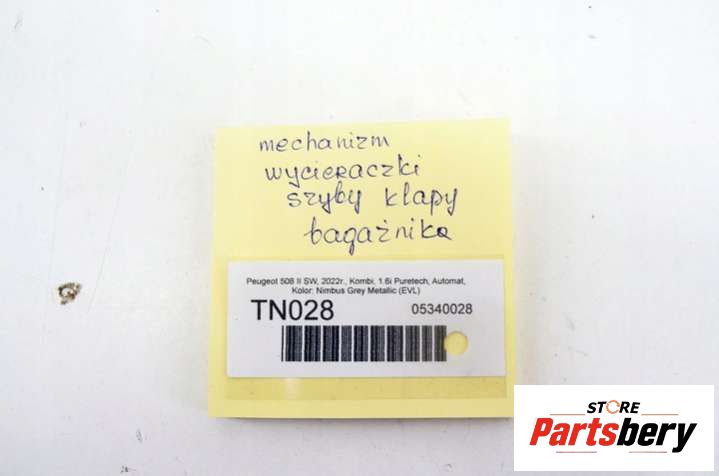 mechanizm
wycieraczki
szyby klapy
bagażnika
Peugeot 508 II SW, 2022r., Kombi, 1.6i Puretech, Automat,
Kolor: Nimbus Grey Metallic (EVL)
TN028 05340028
STORE
Partsbery